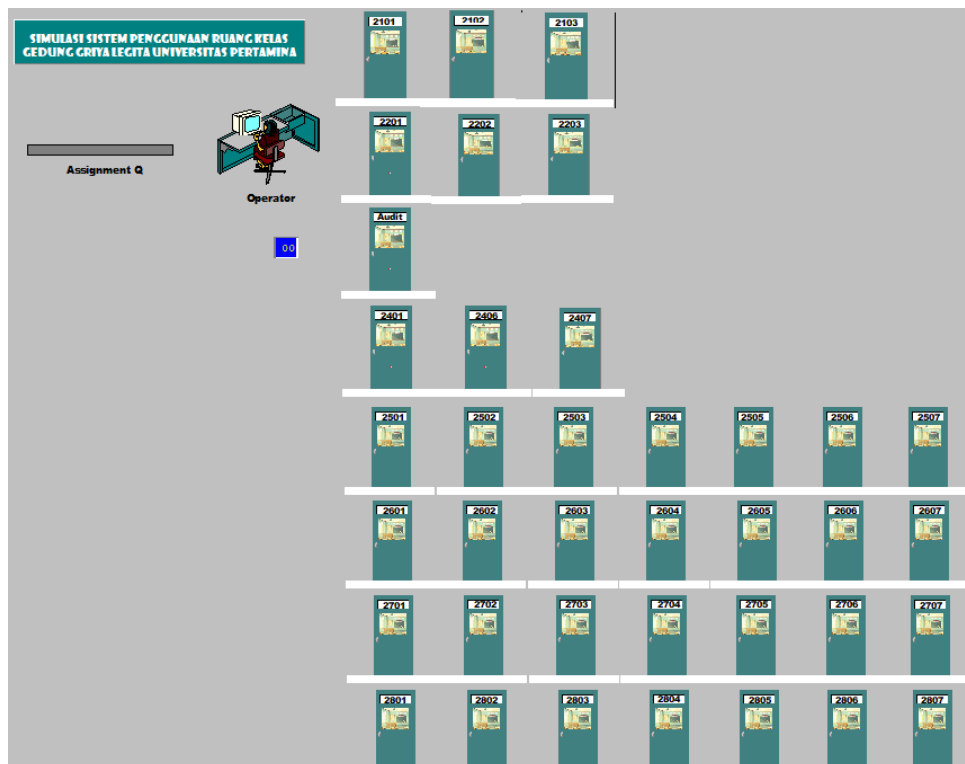 SIMULASI SISTEM PENGGUNAAN RUANG KELAS
GEDUNG GRIYA LEGITA UNIVERSITAS PERTAMINA
2101 2102 2103
2201 2202 2203
Assignment Q
Operator
Audit
00
2401 2406 2407
2501 2502 2503 2504 2505 2506 2507
2601 2602 2603 2604 2605 2606 2607
2701 2702 2703 2704 2705 2706 2707
2801 2802 2803 2804 2805 2806 2807